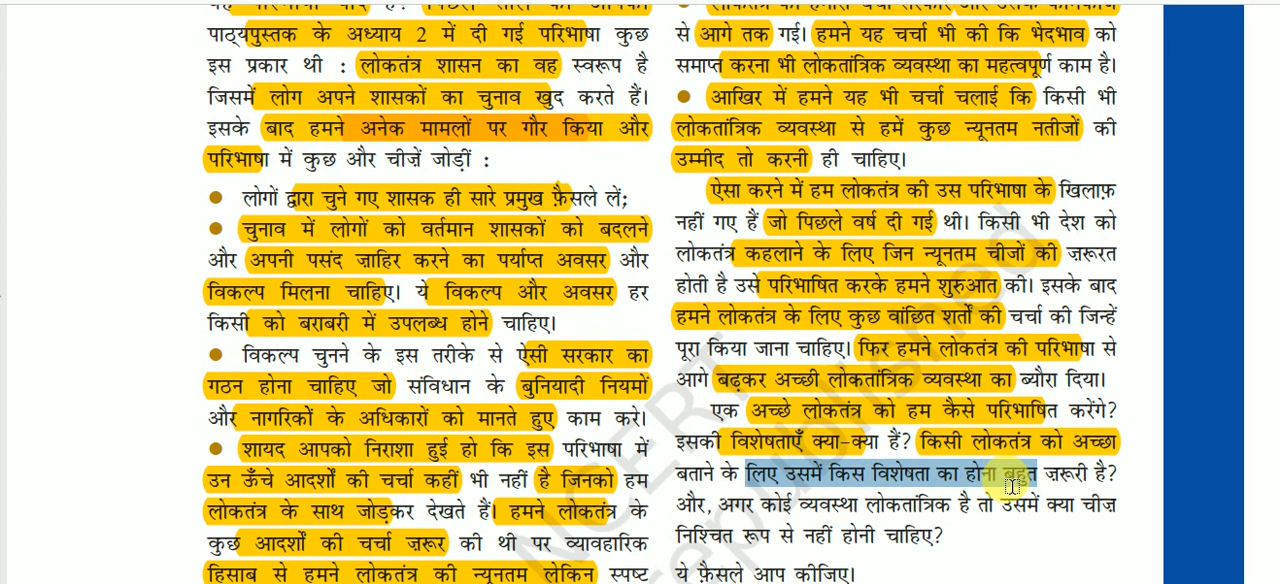 पाठ्यपुस्तक के अध्याय 2 में दी गई परिभाषा कुछ
इस प्रकार थी : लोकतंत्र शासन का वह स्वरूप है
जिसमें लोग अपने शासकों का चुनाव खुद करते हैं।
इसके बाद हमने अनेक मामलों पर गौर किया और
परिभाषा में कुछ और चीज़ें जोड़ीं :
● लोगों द्वारा चुने गए शासक ही सारे प्रमुख फ़ैसले लें;
● चुनाव में लोगों को वर्तमान शासकों को बदलने
और अपनी पसंद ज़ाहिर करने का पर्याप्त अवसर और
विकल्प मिलना चाहिए। ये विकल्प और अवसर हर
किसी को बराबरी में उपलब्ध होने चाहिए।
● विकल्प चुनने के इस तरीके से ऐसी सरकार का
गठन होना चाहिए जो संविधान के बुनियादी नियमों
और नागरिकों के अधिकारों को मानते हुए काम करे।
● शायद आपको निराशा हुई हो कि इस परिभाषा में
उन ऊँचे आदर्शों की चर्चा कहीं भी नहीं है जिनको हम
लोकतंत्र के साथ जोड़कर देखते हैं। हमने लोकतंत्र के
कुछ आदर्शों की चर्चा ज़रूर की थी पर व्यावहारिक
हिसाब से हमने लोकतंत्र की न्यूनतम लेकिन स्पष्ट
से आगे तक गई। हमने यह चर्चा भी की कि भेदभाव को
समाप्त करना भी लोकतांत्रिक व्यवस्था का महत्वपूर्ण काम है।
● आखिर में हमने यह भी चर्चा चलाई कि किसी भी
लोकतांत्रिक व्यवस्था से हमें कुछ न्यूनतम नतीजों की
उम्मीद तो करनी ही चाहिए।
ऐसा करने में हम लोकतंत्र की उस परिभाषा के खिलाफ़
नहीं गए हैं जो पिछले वर्ष दी गई थी। किसी भी देश को
लोकतंत्र कहलाने के लिए जिन न्यूनतम चीजों की ज़रूरत
होती है उसे परिभाषित करके हमने शुरुआत की। इसके बाद
हमने लोकतंत्र के लिए कुछ वांछित शर्तों की चर्चा की जिन्हें
पूरा किया जाना चाहिए। फिर हमने लोकतंत्र की परिभाषा से
आगे बढ़कर अच्छी लोकतांत्रिक व्यवस्था का ब्यौरा दिया।
एक अच्छे लोकतंत्र को हम कैसे परिभाषित करेंगे?
इसकी विशेषताएँ क्या-क्या हैं? किसी लोकतंत्र को अच्छा
बताने के लिए उसमें किस विशेषता का होना बहुत ज़रूरी है?
और, अगर कोई व्यवस्था लोकतांत्रिक है तो उसमें क्या चीज
निश्चित रूप से नहीं होनी चाहिए?
ये फ़ैसले आप कीजिए।